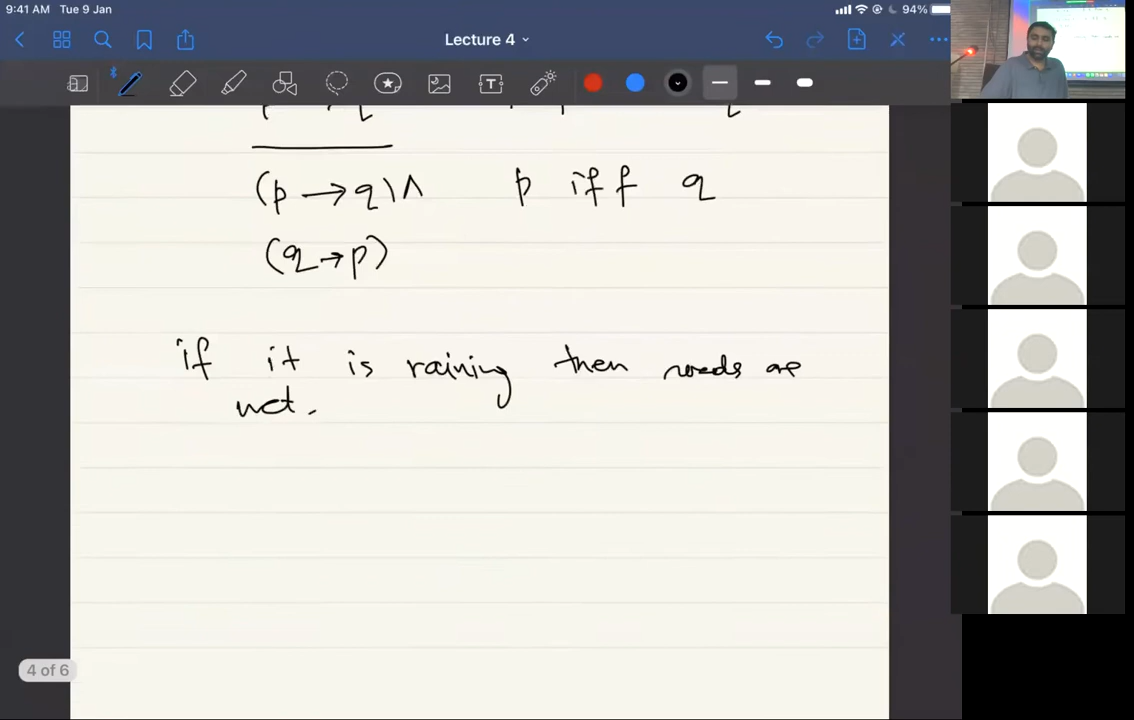 9:41 AM Tue 9 Jan 94%
Lecture 4
(p → q) ∧ p iff q
(q → p)
if it is raining then roads are
wet.
4 of 6